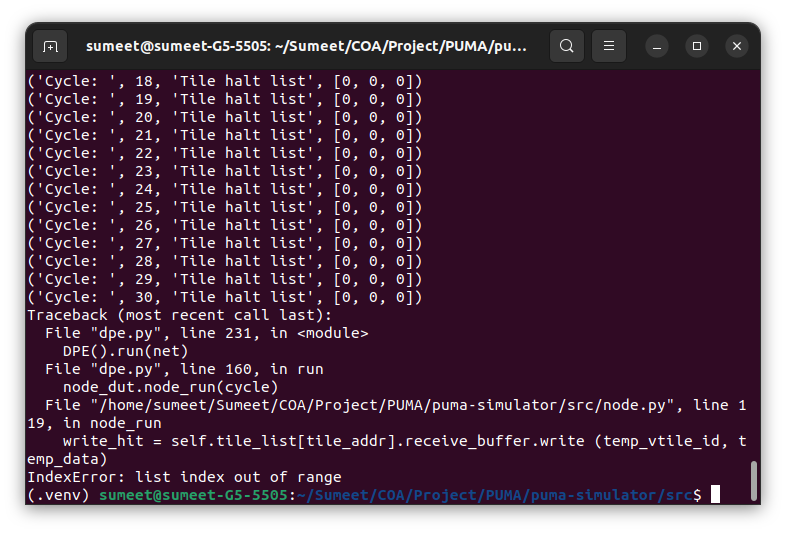 sumeet@sumeet-G5-5505: ~/Sumeet/COA/Project/PUMA/pu...
('Cycle: ', 18, 'Tile halt list', [0, 0, 0])
('Cycle: ', 19, 'Tile halt list', [0, 0, 0])
('Cycle: ', 20, 'Tile halt list', [0, 0, 0])
('Cycle: ', 21, 'Tile halt list', [0, 0, 0])
('Cycle: ', 22, 'Tile halt list', [0, 0, 0])
('Cycle: ', 23, 'Tile halt list', [0, 0, 0])
('Cycle: ', 24, 'Tile halt list', [0, 0, 0])
('Cycle: ', 25, 'Tile halt list', [0, 0, 0])
('Cycle: ', 26, 'Tile halt list', [0, 0, 0])
('Cycle: ', 27, 'Tile halt list', [0, 0, 0])
('Cycle: ', 28, 'Tile halt list', [0, 0, 0])
('Cycle: ', 29, 'Tile halt list', [0, 0, 0])
('Cycle: ', 30, 'Tile halt list', [0, 0, 0])
Traceback (most recent call last):
  File "dpe.py", line 231, in <module>
    DPE().run(net)
  File "dpe.py", line 160, in run
    node_dut.node_run(cycle)
  File "/home/sumeet/Sumeet/COA/Project/PUMA/puma-simulator/src/node.py", line 1
19, in node_run
    write_hit = self.tile_list[tile_addr].receive_buffer.write (temp_vtile_id, t
emp_data)
IndexError: list index out of range
(.venv) sumeet@sumeet-G5-5505:~/Sumeet/COA/Project/PUMA/puma-simulator/src$